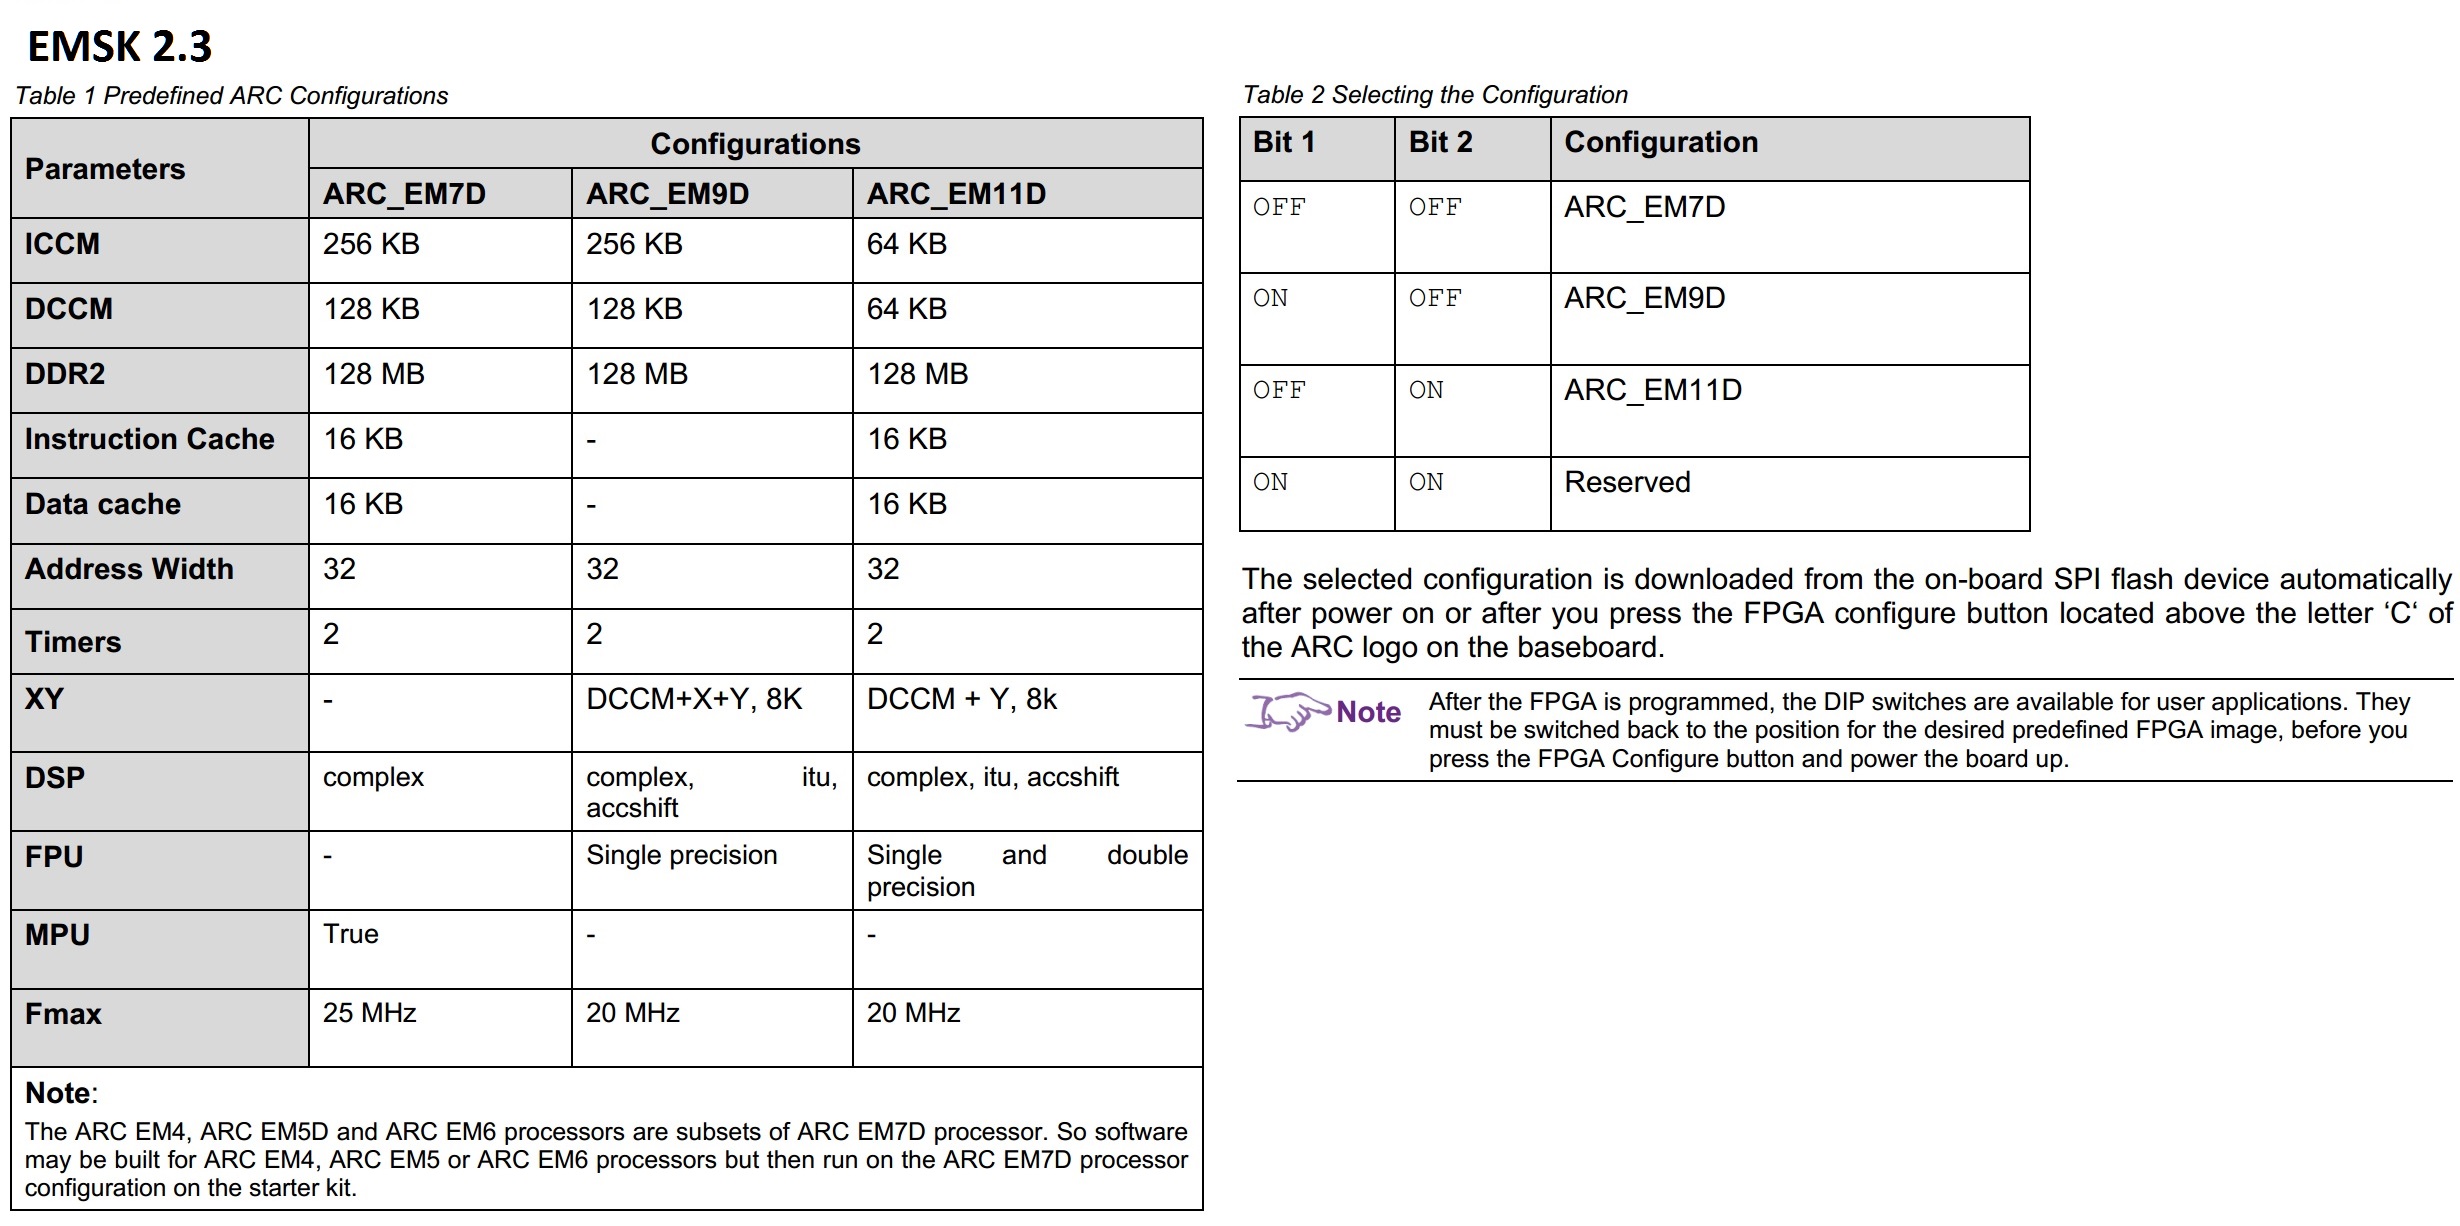 EMSK 2.3
Table 1 Predefined ARC Configurations
Parameters
Configurations
ARC_EM7D ARC_EM9D ARC_EM11D
ICCM 256 KB 256 KB 64 KB
DCCM 128 KB 128 KB 64 KB
DDR2 128 MB 128 MB 128 MB
Instruction Cache 16 KB - 16 KB
Data cache 16 KB - 16 KB
Address Width 32 32 32
Timers 2 2 2
XY - DCCM+X+Y, 8K DCCM + Y, 8k
DSP complex complex, itu, complex, itu, accshift
accshift
FPU - Single precision Single and double
precision
MPU True - -
Fmax 25 MHz 20 MHz 20 MHz
Note:
The ARC EM4, ARC EM5D and ARC EM6 processors are subsets of ARC EM7D processor. So software
may be built for ARC EM4, ARC EM5 or ARC EM6 processors but then run on the ARC EM7D processor
configuration on the starter kit.
Table 2 Selecting the Configuration
Bit 1 Bit 2 Configuration
OFF OFF ARC_EM7D
ON OFF ARC_EM9D
OFF ON ARC_EM11D
ON ON Reserved
The selected configuration is downloaded from the on-board SPI flash device automatically
after power on or after you press the FPGA configure button located above the letter ‘C‘ of
the ARC logo on the baseboard.
Note After the FPGA is programmed, the DIP switches are available for user applications. They
must be switched back to the position for the desired predefined FPGA image, before you
press the FPGA Configure button and power the board up.